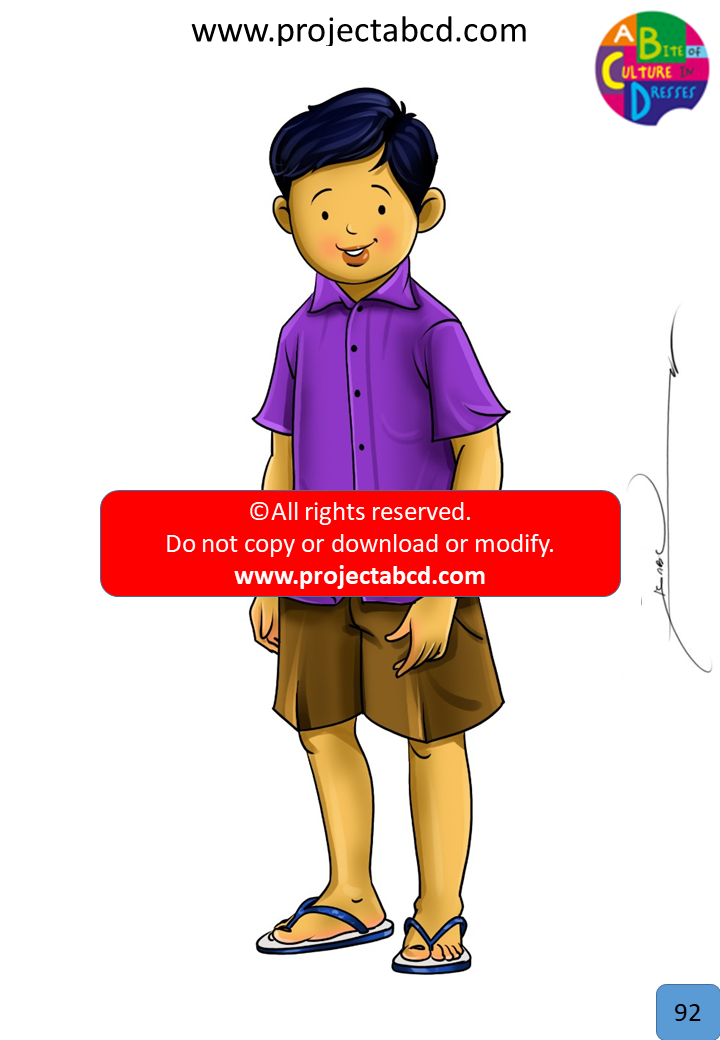 www.projectabcd.com
A BITE OF
CULTURE IN
DRESSES
©All rights reserved.
Do not copy or download or modify.
www.projectabcd.com
92